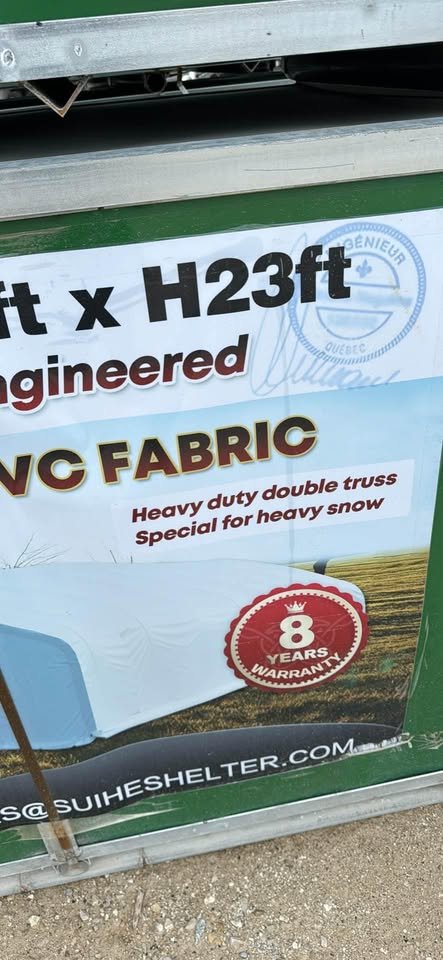 ft x H23ft
INGÉNIEUR
QUÉBEC
ngineered
VC FABRIC
Heavy duty double truss
Special for heavy snow
8
YEARS
WARRANTY
S@SUIHESHELTER.COM